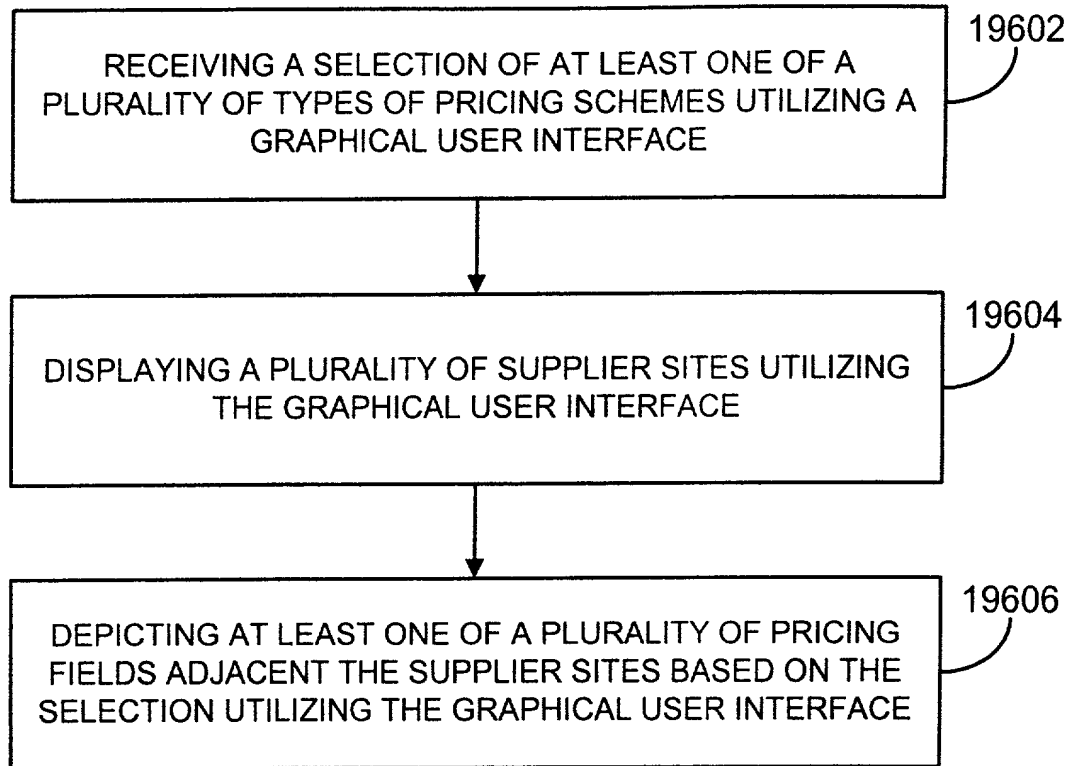 19602
RECEIVING A SELECTION OF AT LEAST ONE OF A
PLURALITY OF TYPES OF PRICING SCHEMES UTILIZING A
GRAPHICAL USER INTERFACE
19604
DISPLAYING A PLURALITY OF SUPPLIER SITES UTILIZING
THE GRAPHICAL USER INTERFACE
19606
DEPICTING AT LEAST ONE OF A PLURALITY OF PRICING
FIELDS ADJACENT THE SUPPLIER SITES BASED ON THE
SELECTION UTILIZING THE GRAPHICAL USER INTERFACE